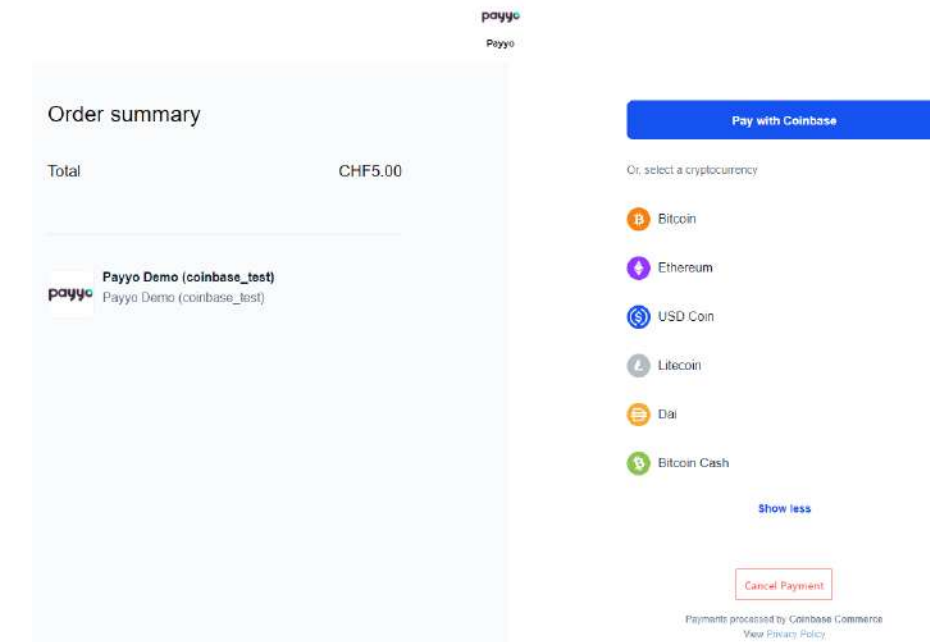 payyo
Payyo
Order summary
Total CHF5.00
payyo
Payyo Demo (coinbase_test)
Payyo Demo (coinbase_test)
Pay with Coinbase
Or, select a cryptocurrency
Bitcoin
Ethereum
USD Coin
Litecoin
Dai
Bitcoin Cash
Show less
Cancel Payment
Payments processed by Coinbase Commerce
View Privacy Policy